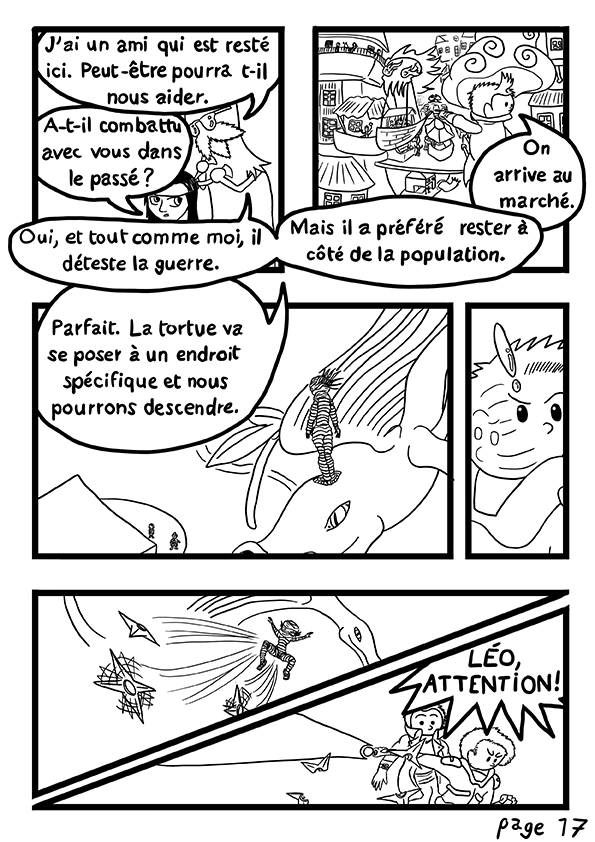 J'ai un ami qui est resté
ici. Peut-être pourra t-il
nous aider.
A-t-il combattu
avec vous dans
le passé ?
Oui, et tout comme moi, il
déteste la guerre.
On
arrive au
marché.
Mais il a préféré rester à
côté de la population.
Parfait. La tortue va
se poser à un endroit
spécifique et nous
pourrons descendre.
LÉO,
ATTENTION!
page 17